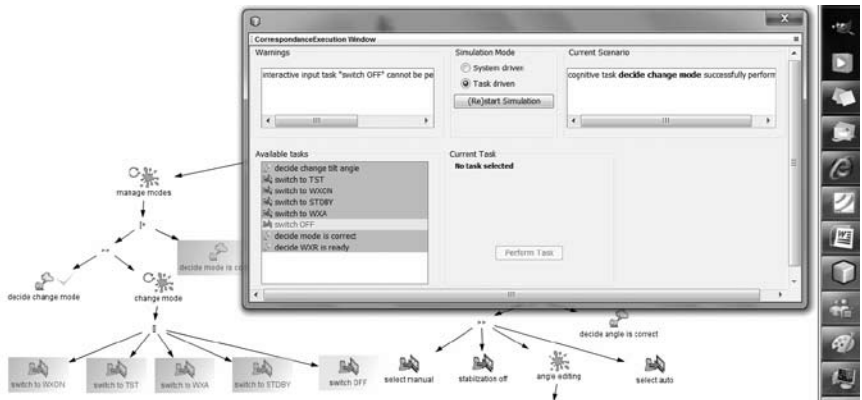 CorrespondanceExecution Window
Warnings
interactive input task "switch OFF" cannot be pe
Simulation Mode
System driven
Task driven
(Re)start Simulation
Current Scenario
cognitive task decide change mode successfully perform
Available tasks
decide change tilt angle
switch to TST
switch to WXON
switch to STDBY
switch to WXA
switch OFF
decide mode is correct
decide WXR is ready
Current Task
No task selected
Perform Task
manage modes
|>
>>
decide mode is co
decide change mode
change mode
[]
switch to WXON
switch to TST
switch to WXA
switch to STDBY
switch OFF
>>
decide angle is correct
select manual
stabilization off
angle editing
select auto